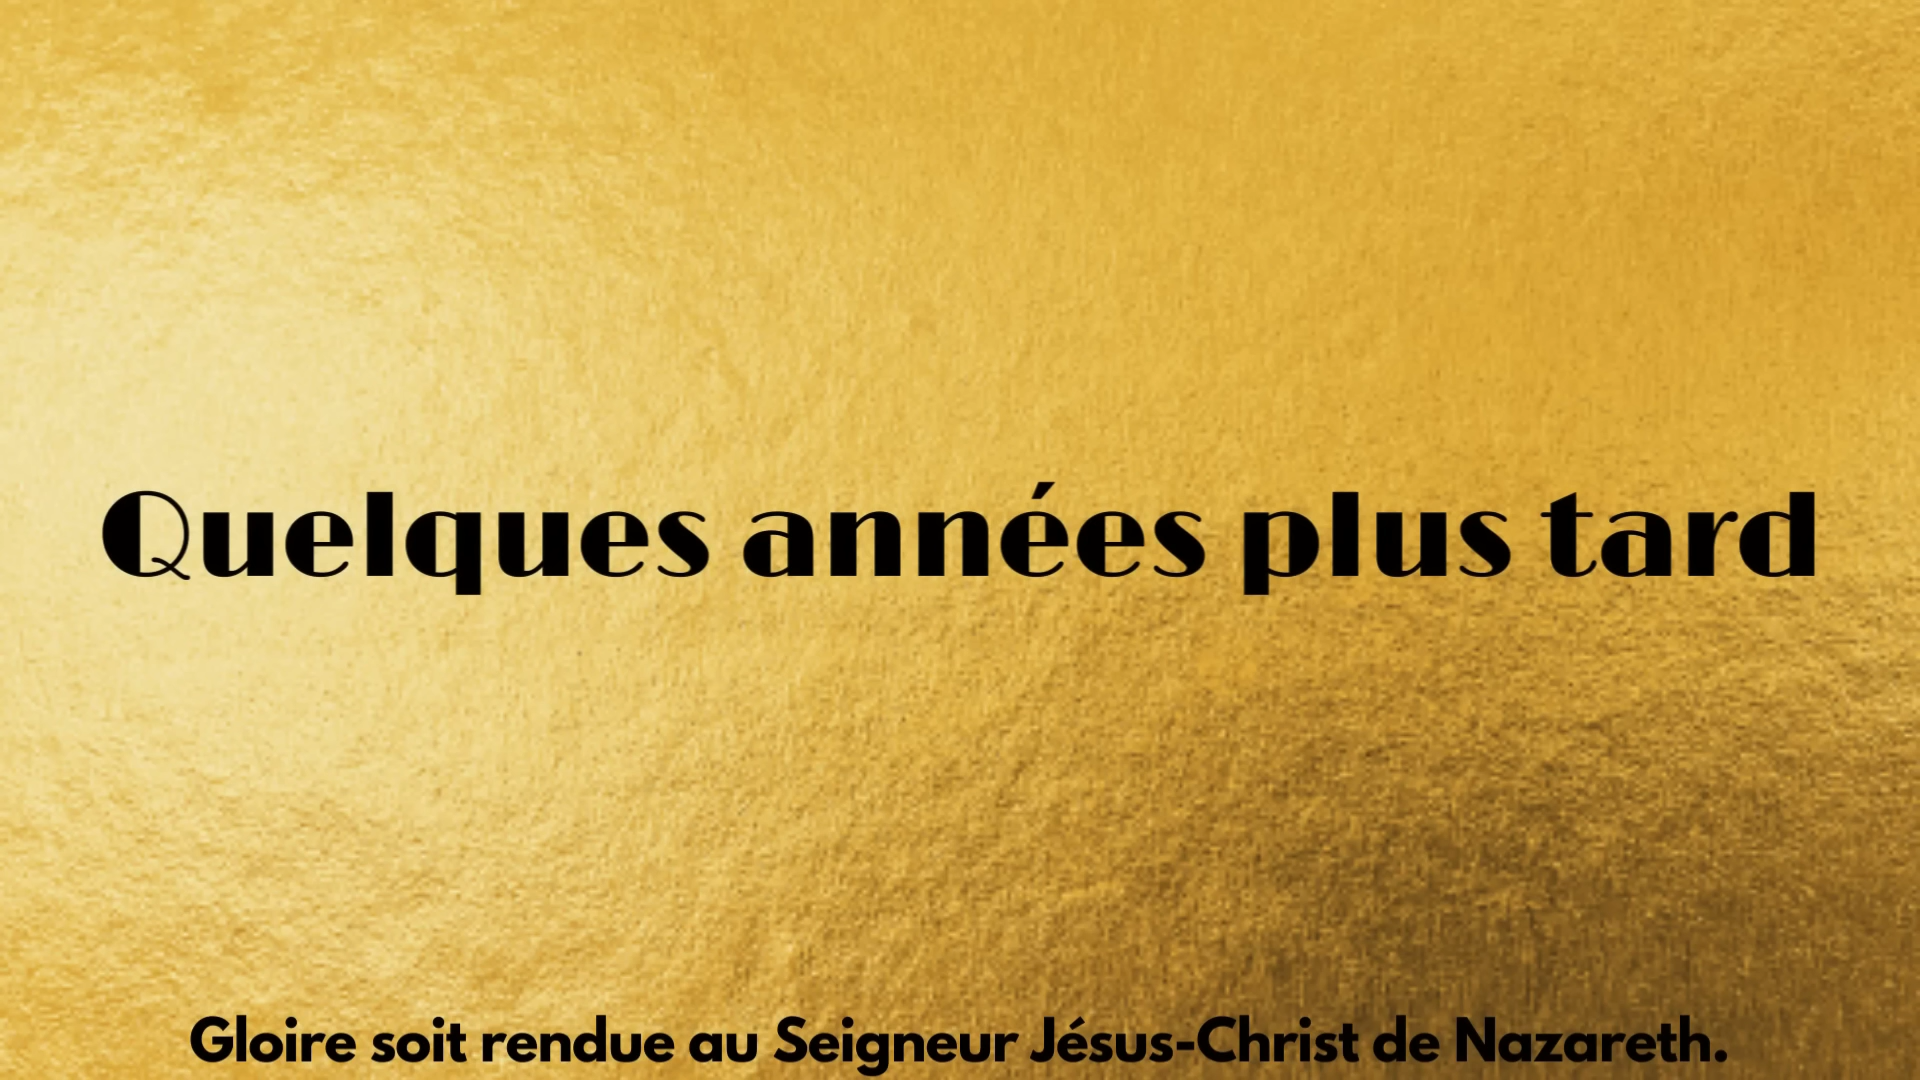 Quelques années plus tard
Gloire soit rendue au Seigneur Jésus-Christ de Nazareth.